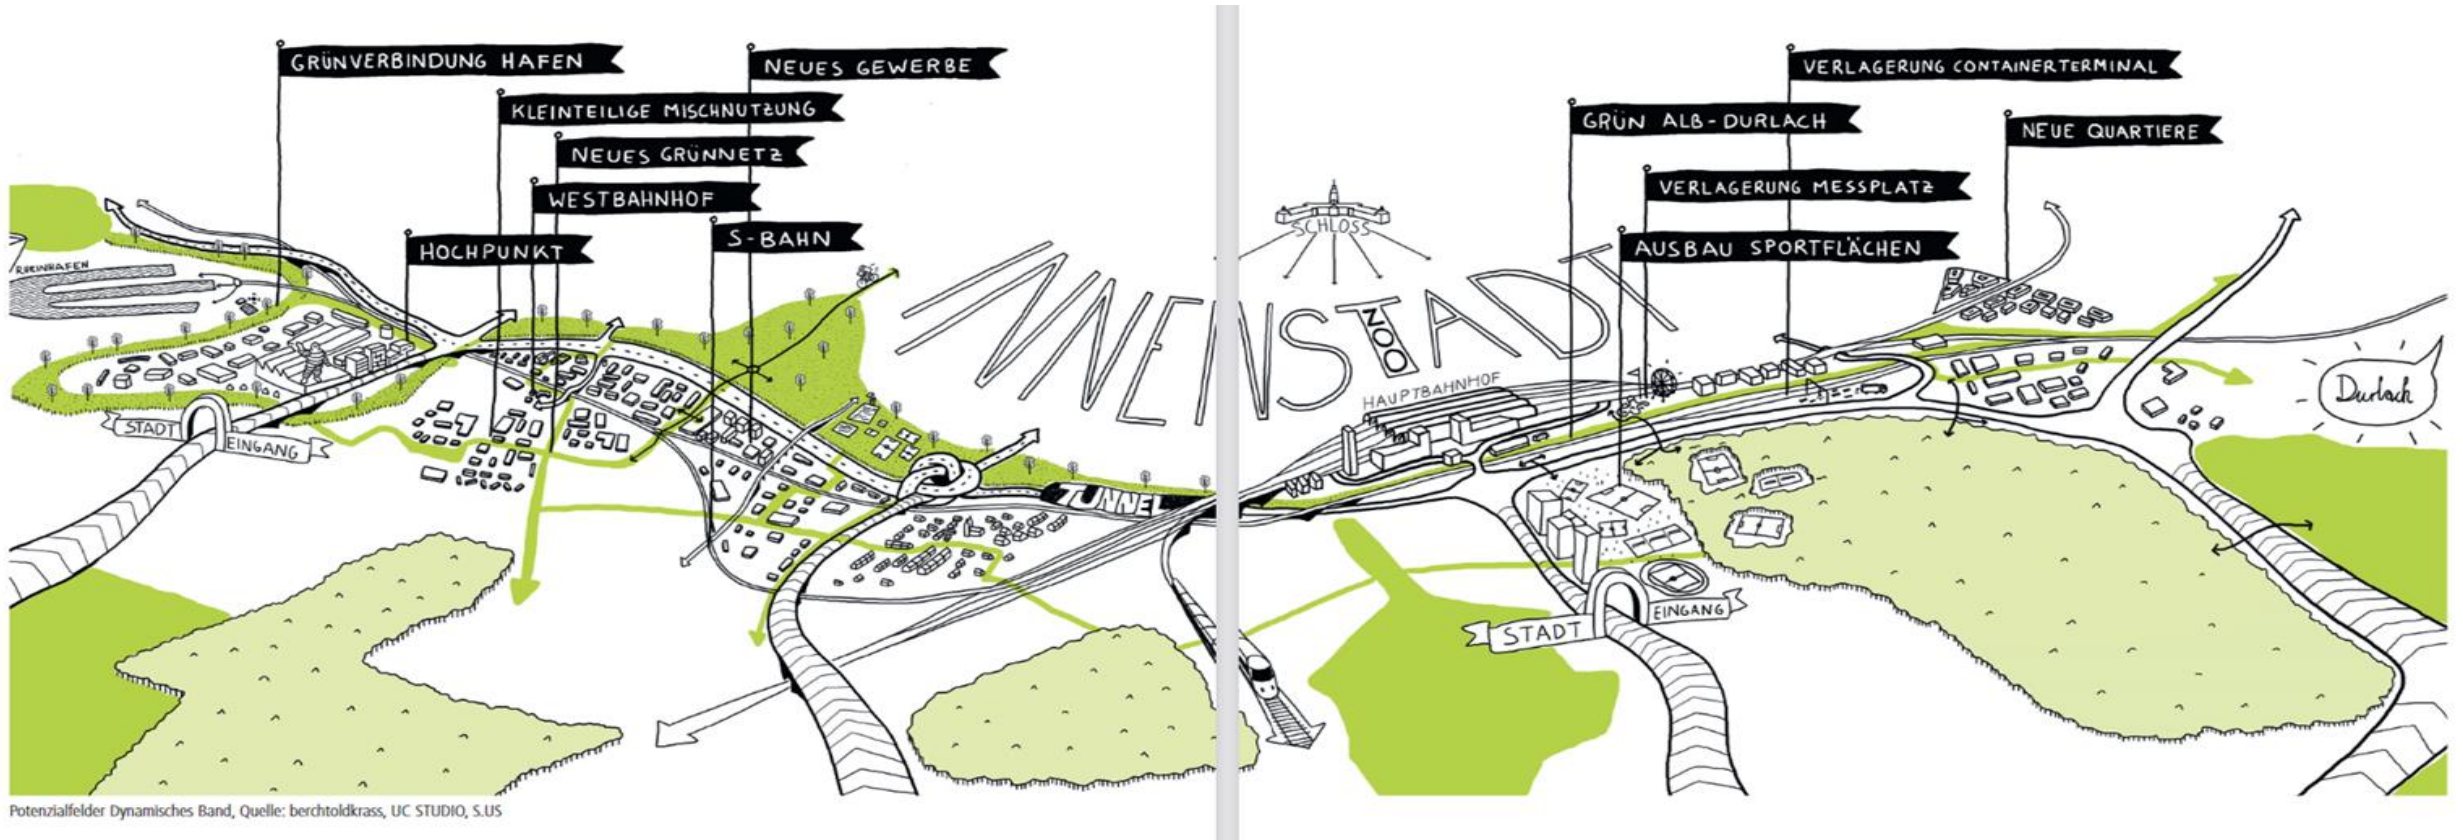 GRÜNVERBINDUNG HAFEN
NEUES GEWERBE
KLEINTEILIGE MISCHNUTZUNG
NEUES GRÜNNETZ
WESTBAHNHOF
S-BAHN
HOCHPUNKT
RHEINHAFEN
STADT EINGANG
TUNNEL
INNENSTADT
ZOO
SCHLOSS
HAUPTBAHNHOF
VERLAGERUNG CONTAINERTERMINAL
GRÜN ALB-DURLACH
NEUE QUARTIERE
VERLAGERUNG MESSPLATZ
AUSBAU SPORTFLÄCHEN
Durlach
STADT EINGANG
Potenzialfelder Dynamisches Band, Quelle: berchtoldkrass, UC STUDIO, S.US